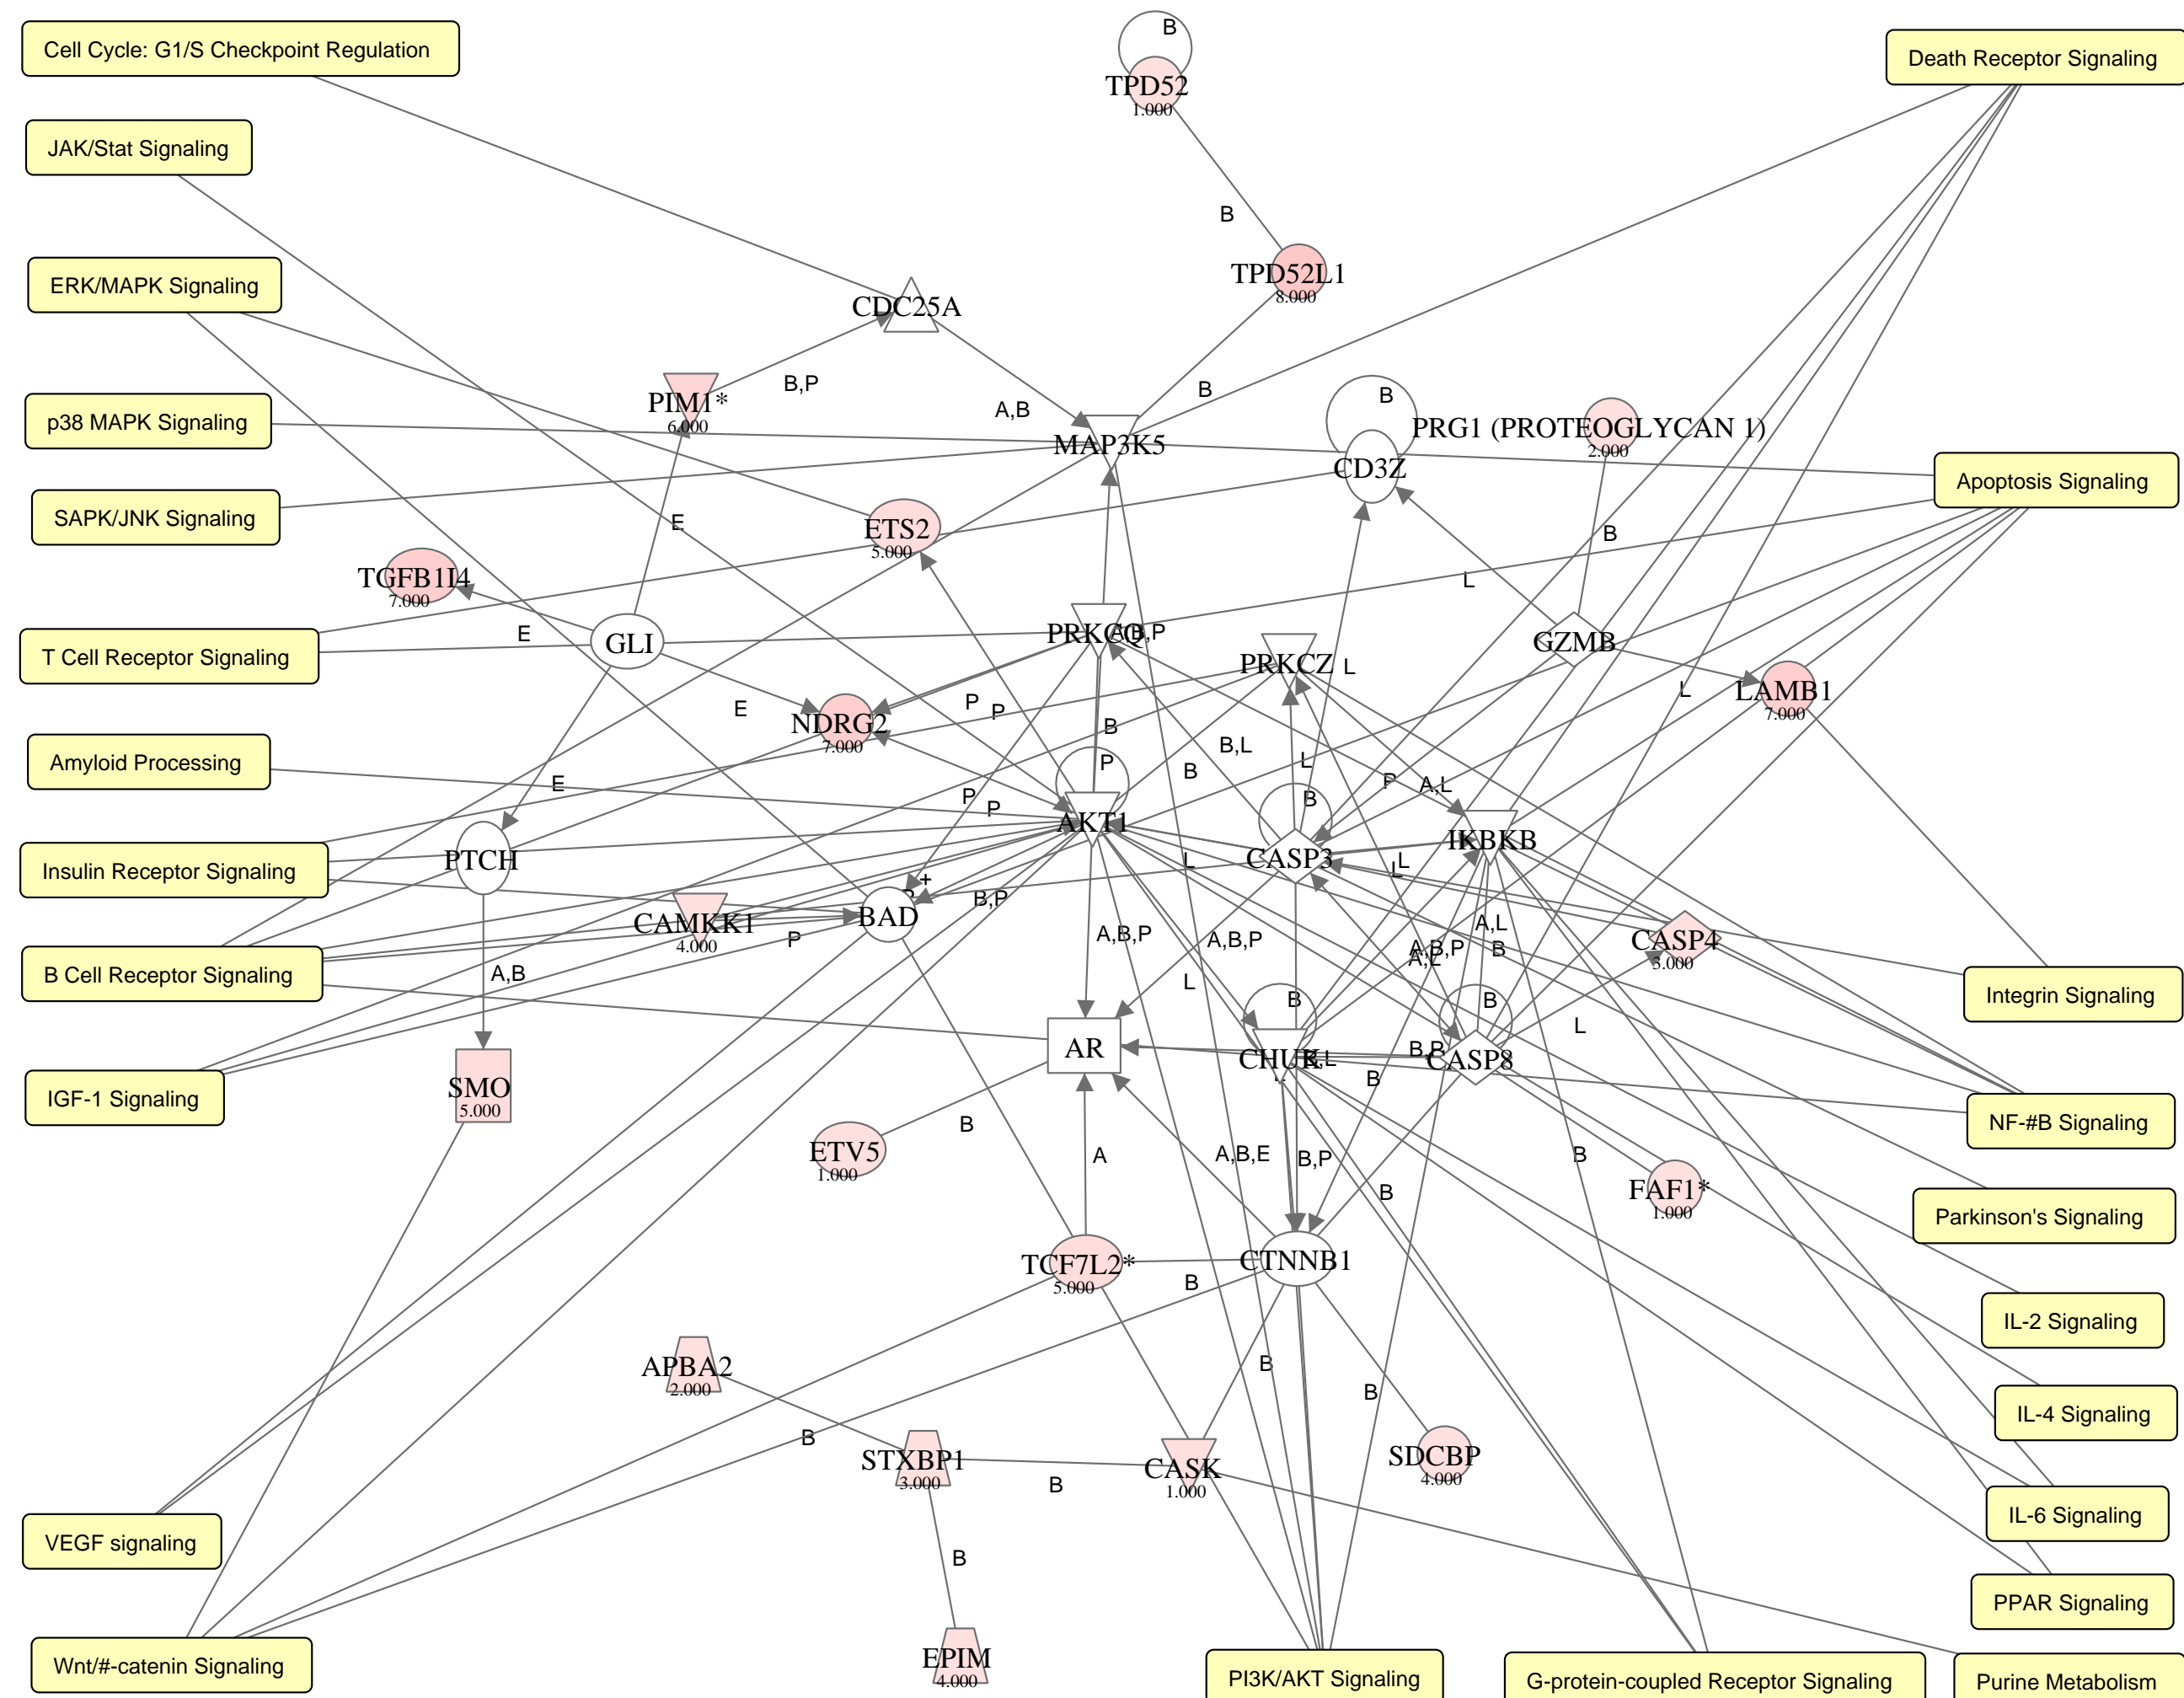 B
Cell Cycle: G1/S Checkpoint Regulation
Death Receptor Signaling
TPD52
1.000
JAK/Stat Signaling
B
TPD52L1
8.000
ERK/MAPK Signaling
CDC25A
B,P
B
B
PIM1*
6.000
A,B
p38 MAPK Signaling
PRG1 (PROTEOGLYCAN 1)
2.000
MAP3K5
CD3Z
Apoptosis Signaling
SAPK/JNK Signaling
E
ETS2
5.000
B
TGFB1I4
7.000
L
E
GLI
PRKCQ
A,B,P
GZMB
T Cell Receptor Signaling
PRKCZ
L
L
LAMB1
7.000
E
P
P
NDRG2
7.000
B
B,L
Amyloid Processing
P
L
B
E
P
A,L
P
P
B
AKT1
IKBKB
PTCH
CASP3
L
L
L
Insulin Receptor Signaling
+
P
B,P
BAD
CAMKK1
4.000
P
A,B,P
A,B,P
A,L
A,B,P
A,L
B
CASP4
3.000
B Cell Receptor Signaling
A,B
L
Integrin Signaling
B
B
L
AR
CHUK
B,L
B,P
CASP8
SMO
5.000
B
IGF-1 Signaling
NF-#B Signaling
B
ETV5
1.000
A
A,B,E
B,P
B
B
FAF1*
1.000
Parkinson's Signaling
TCF7L2*
5.000
CTNNB1
B
IL-2 Signaling
APBA2
2.000
B
B
IL-4 Signaling
B
STXBP1
3.000
B
CASK
1.000
SDCBP
4.000
IL-6 Signaling
VEGF signaling
B
PPAR Signaling
EPIM
4.000
Wnt/#-catenin Signaling
PI3K/AKT Signaling
G-protein-coupled Receptor Signaling
Purine Metabolism